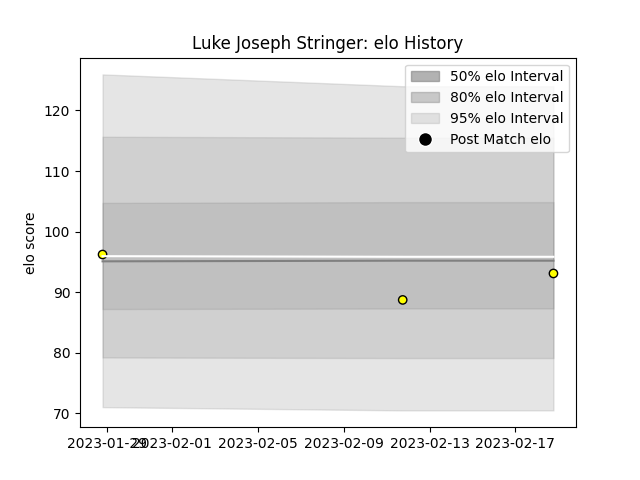 Luke Joseph Stringer: elo History
50% elo Interval
80% elo Interval
95% elo Interval
Post Match elo
elo score
120
110
100
90
80
70
2023-01-29 2023-02-01 2023-02-05 2023-02-09 2023-02-13 2023-02-17